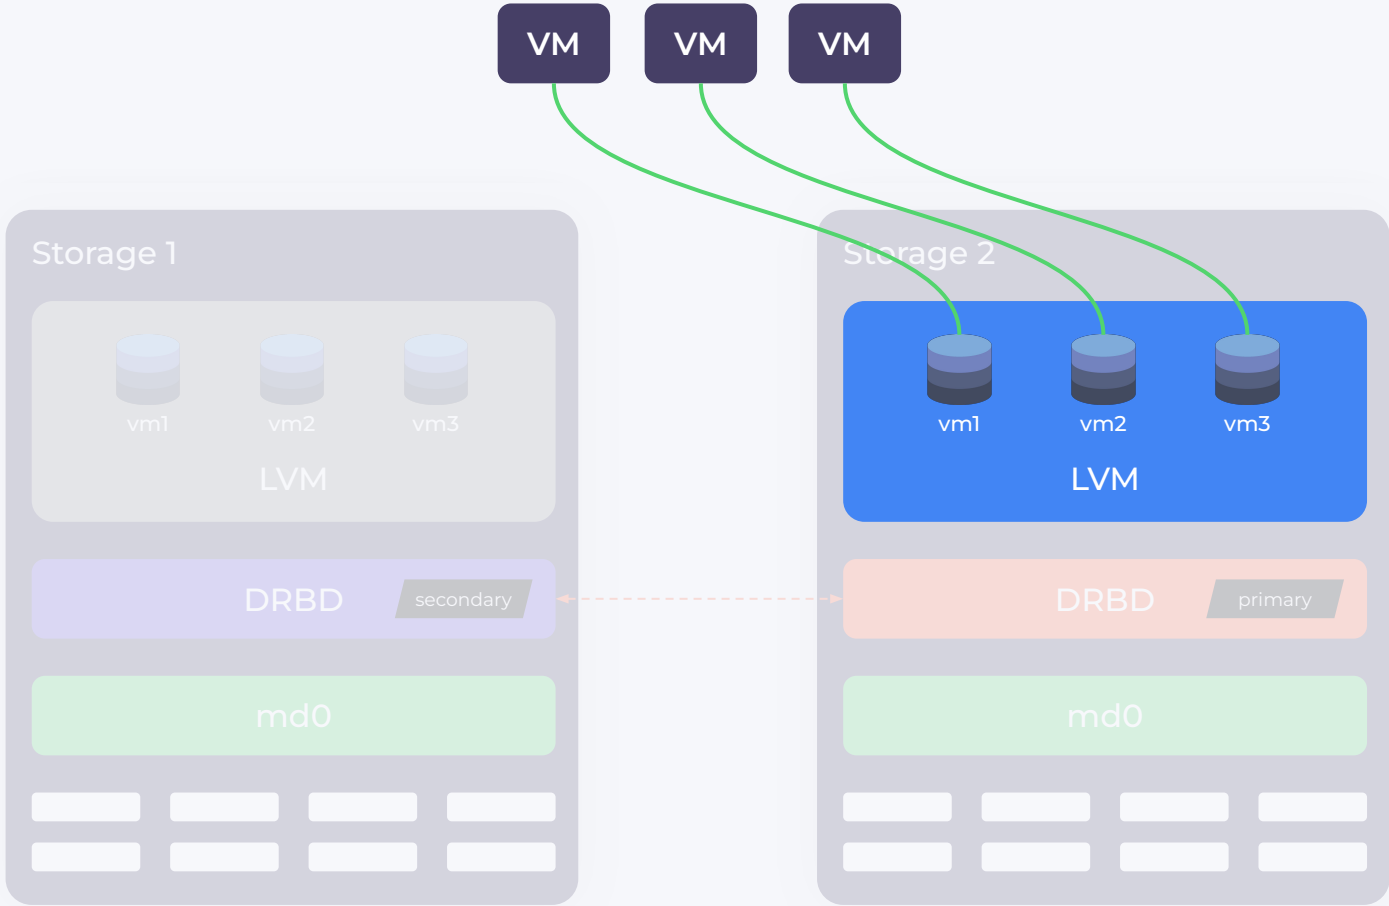 VM VM VM
Storage 1
vm1 vm2 vm3
LVM
DRBD secondary
md0
Storage 2
vm1 vm2 vm3
LVM
DRBD primary
md0